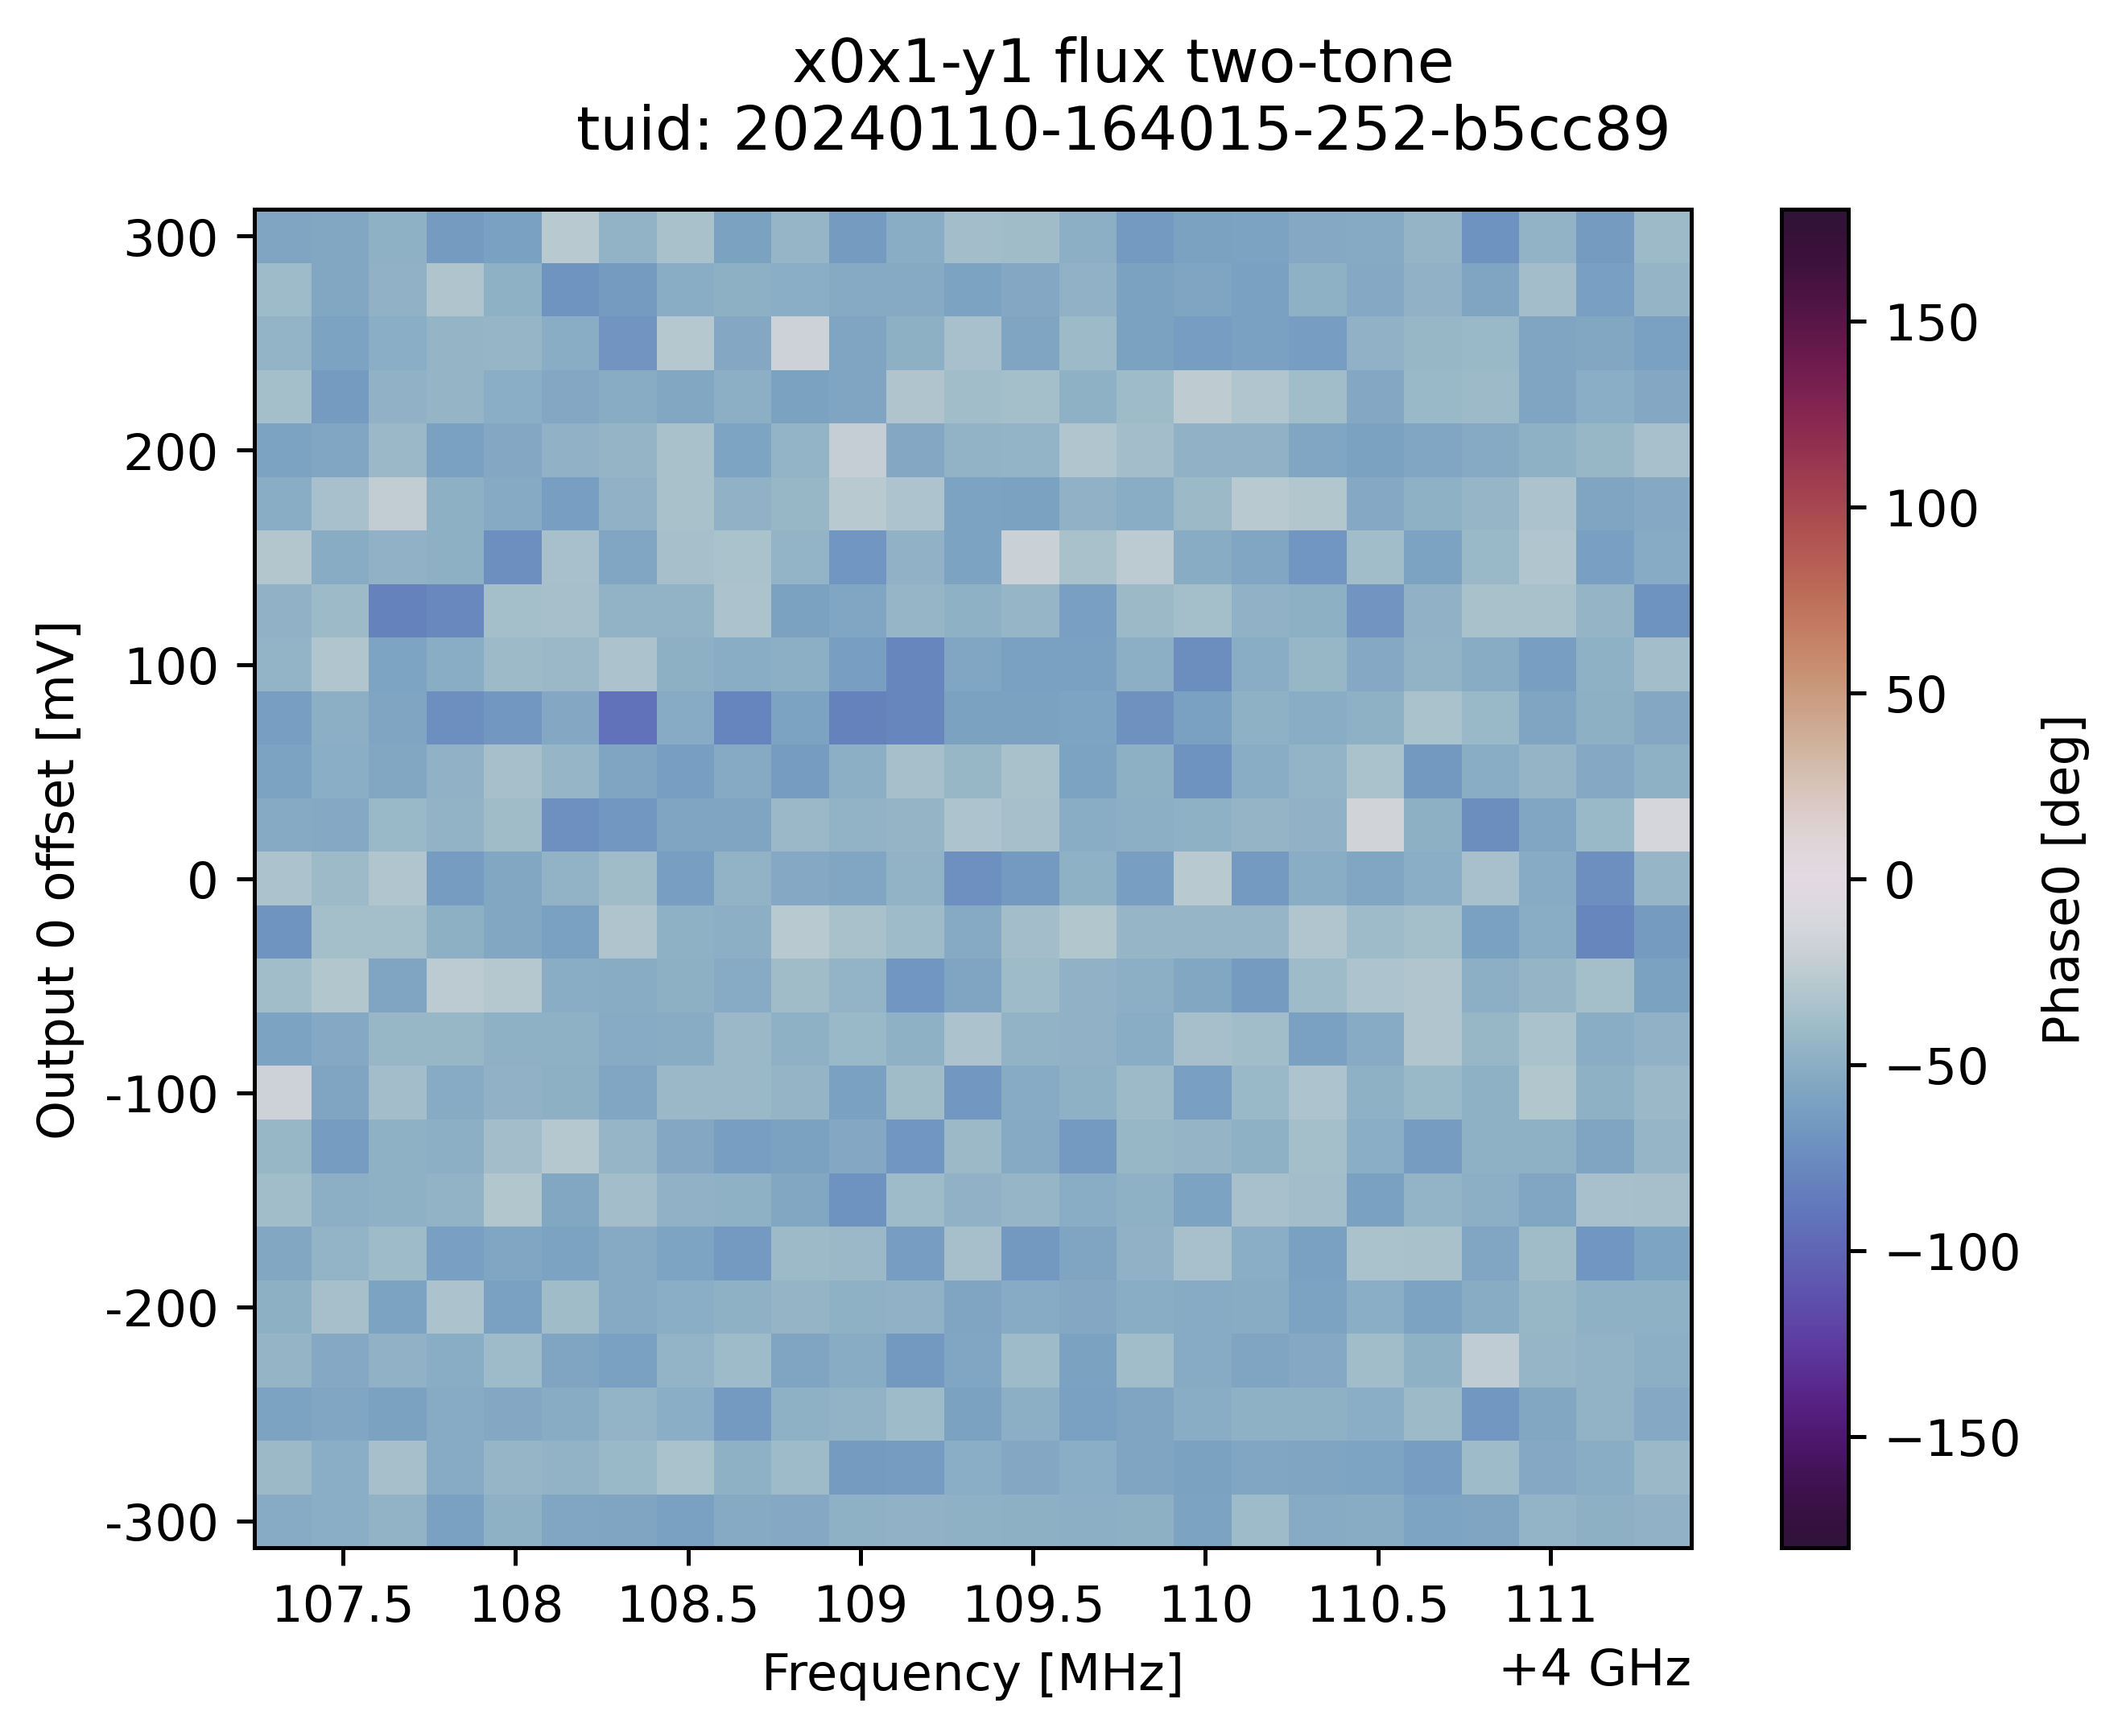 x0x1-y1 flux two-tone
tuid: 20240110-164015-252-b5cc89
300
200
100
0
-100
-200
-300
Output 0 offset [mV]
107.5 108 108.5 109 109.5 110 110.5 111
Frequency [MHz]
+4 GHz
150
100
50
0
−50
−100
−150
Phase0 [deg]